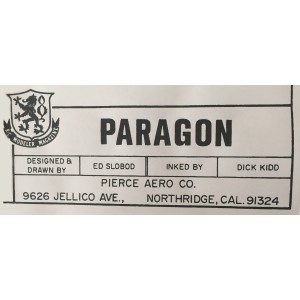 PARAGON
DESIGNED & DRAWN BY
ED SLOBOD
INKED BY
DICK KIDD
PIERCE AERO CO.
9626 JELLICO AVE., NORTHRIDGE, CAL. 91324